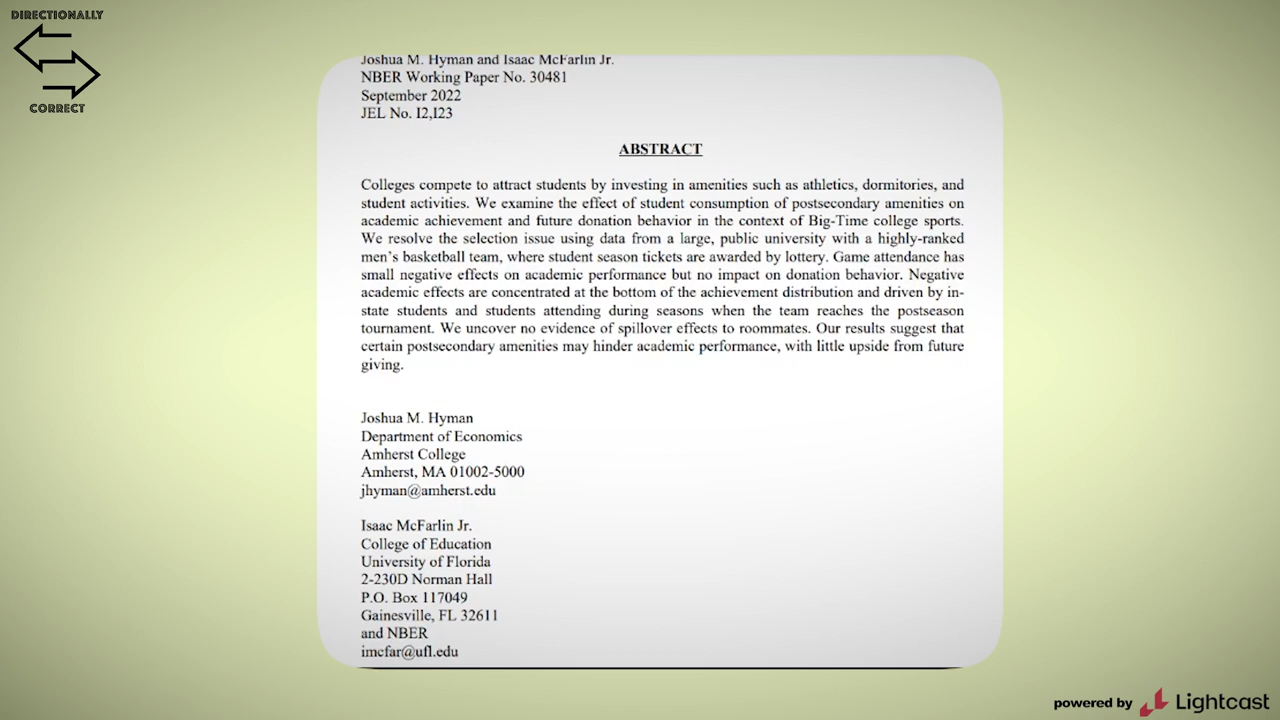 DIRECTIONALLY
CORRECT
Joshua M. Hyman and Isaac McFarlin Jr.
NBER Working Paper No. 30481
September 2022
JEL No. I2,I23
ABSTRACT
Colleges compete to attract students by investing in amenities such as athletics, dormitories, and
student activities. We examine the effect of student consumption of postsecondary amenities on
academic achievement and future donation behavior in the context of Big-Time college sports.
We resolve the selection issue using data from a large, public university with a highly-ranked
men's basketball team, where student season tickets are awarded by lottery. Game attendance has
small negative effects on academic performance but no impact on donation behavior. Negative
academic effects are concentrated at the bottom of the achievement distribution and driven by in-
state students and students attending during seasons when the team reaches the postseason
tournament. We uncover no evidence of spillover effects to roommates. Our results suggest that
certain postsecondary amenities may hinder academic performance, with little upside from future
giving.
Joshua M. Hyman
Department of Economics
Amherst College
Amherst, MA 01002-5000
jhyman@amherst.edu
Isaac McFarlin Jr.
College of Education
University of Florida
2-230D Norman Hall
P.O. Box 117049
Gainesville, FL 32611
and NBER
imcfar@ufl.edu
powered by Lightcast